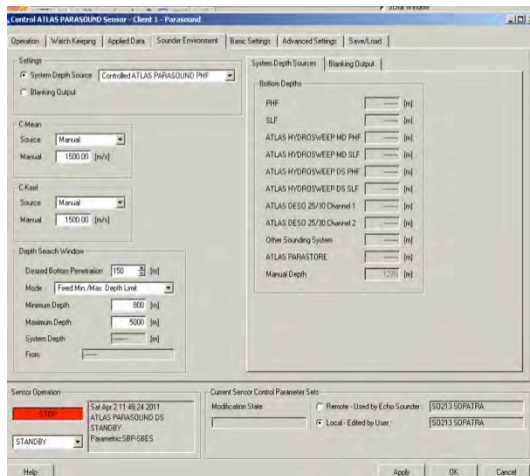 Scroll Window
Control ATLAS PARASOUND Sensor - Client 1 - Parasound
Operation Watch Keeping Applied Data Sounder Environment Basic Settings Advanced Settings Save/Load
Settings
System Depth Source Controlled ATLAS PARASOUND PHF
Blanking Output
C-Mean
Source Manual
Manual 1500.00 [m/s]
C-Keel
Source Manual
Manual 1500.00 [m/s]
Depth Search Window
Desired Bottom Penetration 150 [m]
Mode Fixed Min./Max. Depth Limit
Minimum Depth 800 [m]
Maximum Depth 5000 [m]
System Depth ------ [m]
From ------
System Depth Sources Blanking Output
Bottom Depths
PHF ------ [m]
SLF ------ [m]
ATLAS HYDROSWEEP MD PHF ------ [m]
ATLAS HYDROSWEEP MD SLF ------ [m]
ATLAS HYDROSWEEP DS PHF ------ [m]
ATLAS HYDROSWEEP DS SLF ------ [m]
ATLAS DESO 25/30 Channel 1 ------ [m]
ATLAS DESO 25/30 Channel 2 ------ [m]
Other Sounding System ------ [m]
ATLAS PARASTORE ------ [m]
Manual Depth 1270 [m]
Sensor Operation
STOP
STANDBY
Sat Apr 2 11:48:24 2011
ATLAS PARASOUND DS
STANDBY
Parametric:SBP-SBES
Current Sensor Control Parameter Sets:
Modification State
Remote - Used by Echo Sounder : SO213 SOPATRA
Local - Edited by User : SO213 SOPATRA
Help Apply OK Cancel